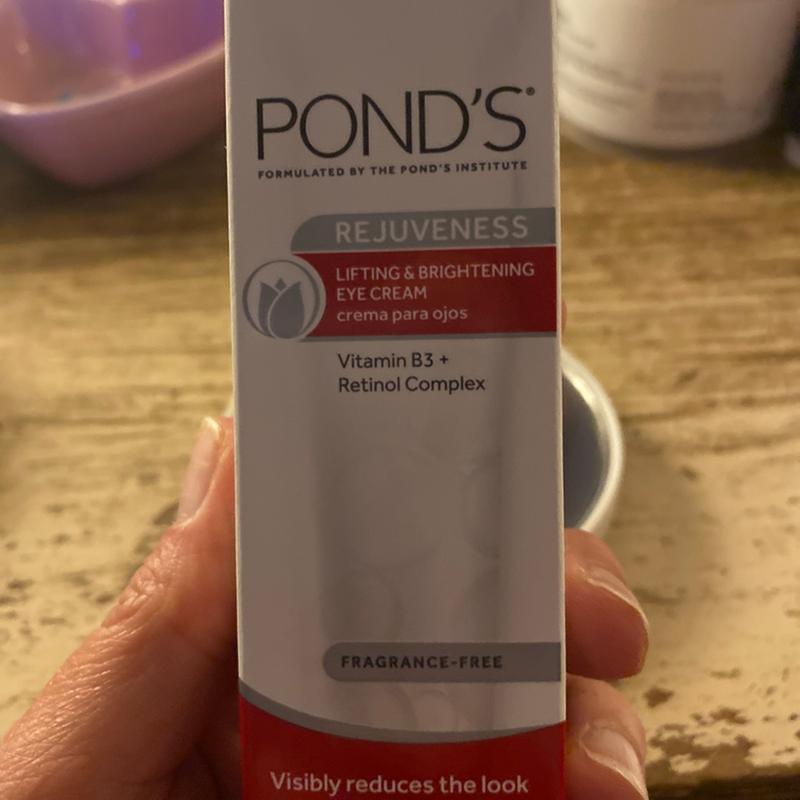 POND'S®
FORMULATED BY THE POND'S INSTITUTE
REJUVENESS
LIFTING & BRIGHTENING
EYE CREAM
crema para ojos
Vitamin B3 +
Retinol Complex
FRAGRANCE-FREE
Visibly reduces the look